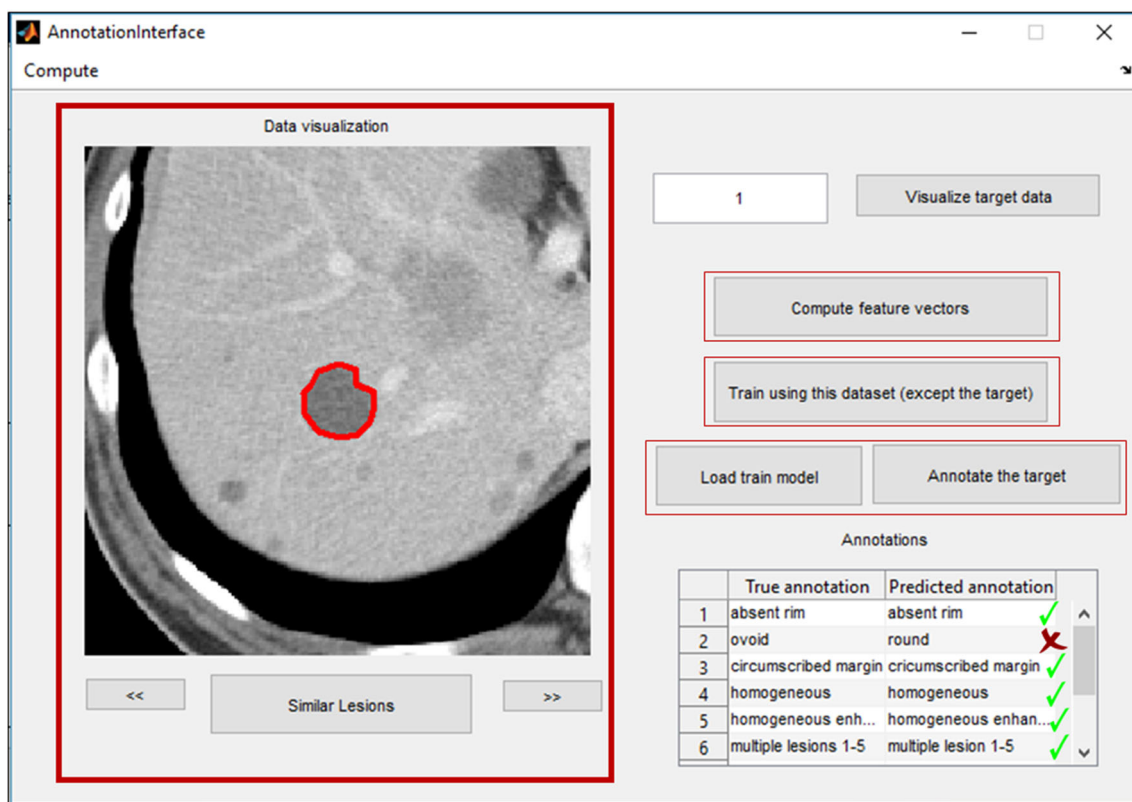 AnnotationInterface
Compute
Data visualization
1
Visualize target data
Compute feature vectors
Train using this dataset (except the target)
Load train model
Annotate the target
<<
Similar Lesions
>>
Annotations
True annotation Predicted annotation
1 absent rim absent rim ✓
2 ovoid round ✗
3 circumscribed margin cricumscribed margin ✓
4 homogeneous homogeneous ✓
5 homogeneous enh... homogeneous enhan... ✓
6 multiple lesions 1-5 multiple lesion 1-5 ✓